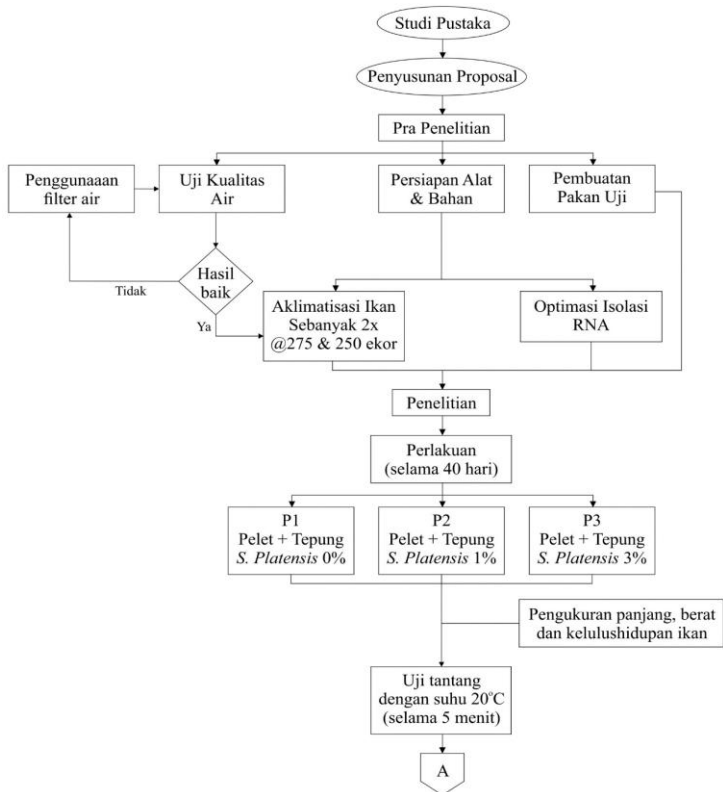 Studi Pustaka
Penyusunan Proposal
Pra Penelitian
Penggunaaan
filter air
Uji Kualitas
Air
Persiapan Alat
& Bahan
Pembuatan
Pakan Uji
Hasil
baik
Tidak
Ya
Aklimatisasi Ikan
Sebanyak 2x
@275 & 250 ekor
Optimasi Isolasi
RNA
Penelitian
Perlakuan
(selama 40 hari)
P1
Pelet + Tepung
S. Platensis 0%
P2
Pelet + Tepung
S. Platensis 1%
P3
Pelet + Tepung
S. Platensis 3%
Pengukuran panjang, berat
dan kelulushidupan ikan
Uji tantang
dengan suhu 20°C
(selama 5 menit)
A